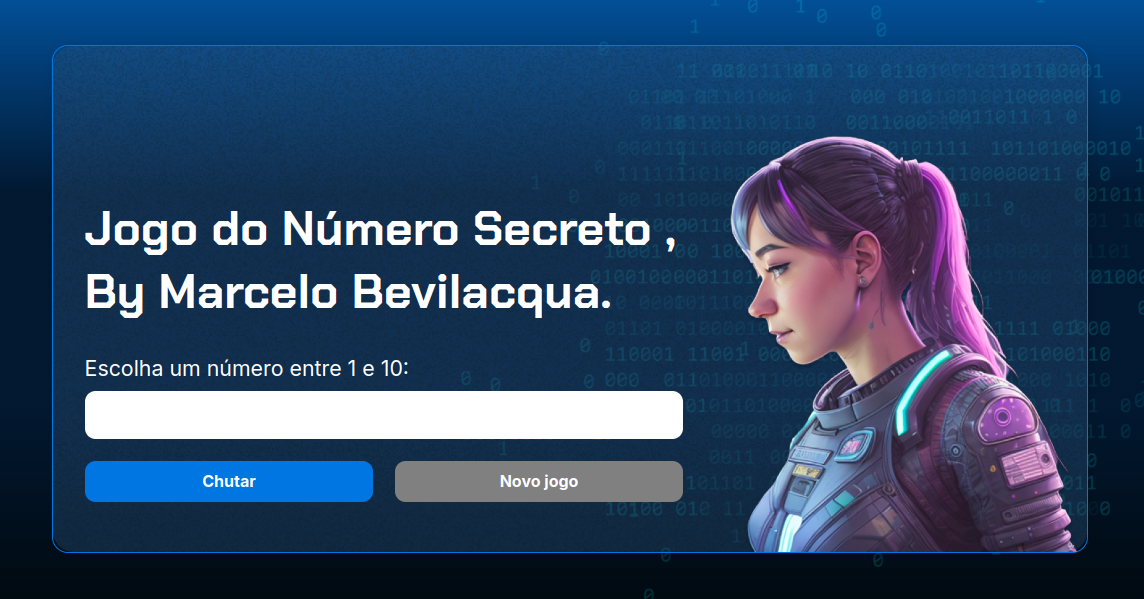 Jogo do Número Secreto ,
By Marcelo Bevilacqua.
Escolha um número entre 1 e 10:
Chutar
Novo jogo